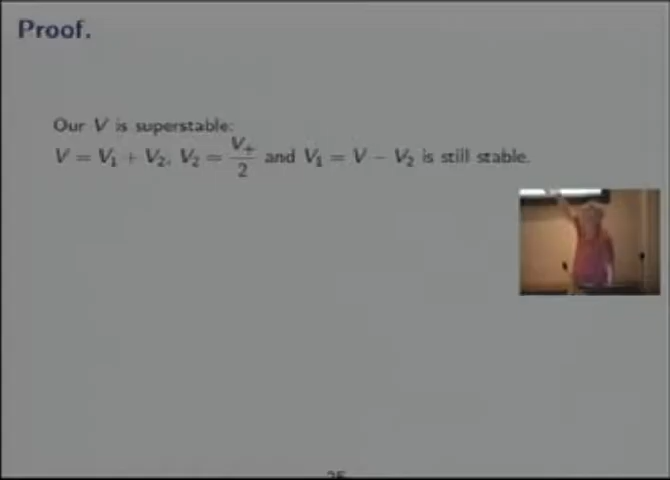 Proof.
Our V is superstable:
V = V₁ + V₂, V₂ = V₊/2 and V₁ = V − V₂ is still stable.